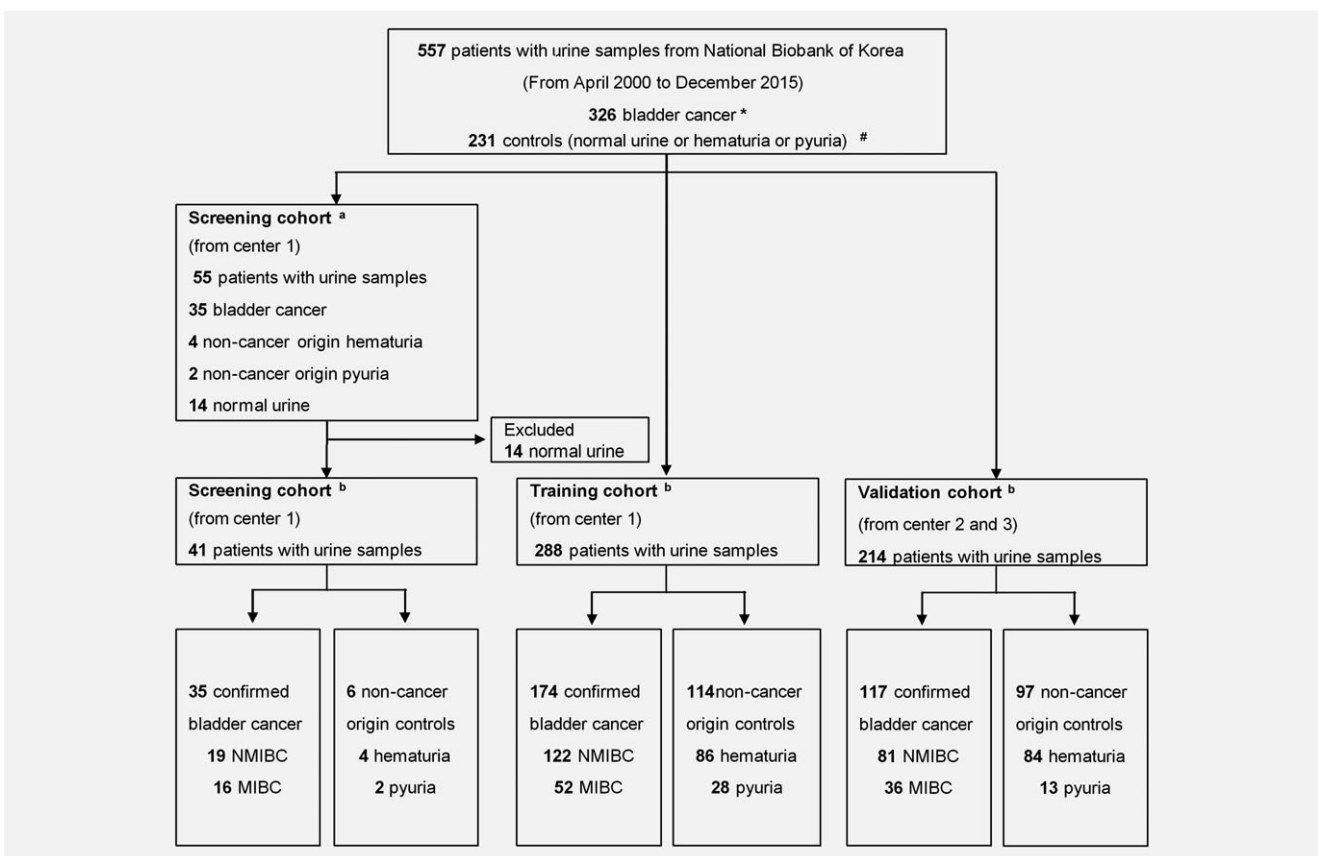 557 patients with urine samples from National Biobank of Korea
(From April 2000 to December 2015)
326 bladder cancer *
231 controls (normal urine or hematuria or pyuria) #
Screening cohort a
(from center 1)
55 patients with urine samples
35 bladder cancer
4 non-cancer origin hematuria
2 non-cancer origin pyuria
14 normal urine
Excluded
14 normal urine
Screening cohort b
(from center 1)
41 patients with urine samples
Training cohort b
(from center 1)
288 patients with urine samples
Validation cohort b
(from center 2 and 3)
214 patients with urine samples
35 confirmed
bladder cancer
19 NMIBC
16 MIBC
6 non-cancer
origin controls
4 hematuria
2 pyuria
174 confirmed
bladder cancer
122 NMIBC
52 MIBC
114non-cancer
origin controls
86 hematuria
28 pyuria
117 confirmed
bladder cancer
81 NMIBC
36 MIBC
97 non-cancer
origin controls
84 hematuria
13 pyuria